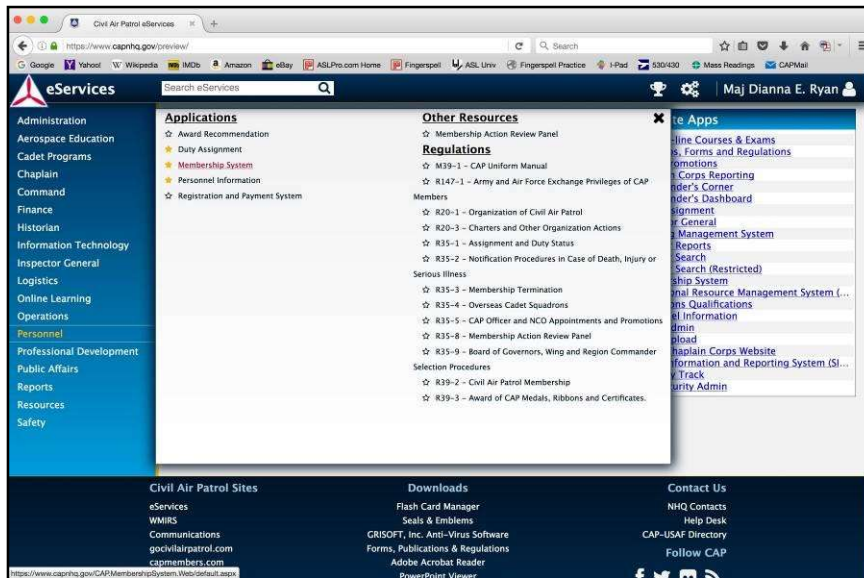 Civil Air Patrol eServices
https://www.capnhq.gov/preview/
Search
Google Yahoo! Wikipedia IMDb Amazon eBay ASLPro.com Home Fingerspell ASL Univ Fingerspell Practice I-Pad 530/430 Mass Readings CAPMail
eServices
Search eServices
Maj Dianna E. Ryan
Administration
Aerospace Education
Cadet Programs
Chaplain
Command
Finance
Historian
Information Technology
Inspector General
Logistics
Online Learning
Operations
Personnel
Professional Development
Public Affairs
Reports
Resources
Safety
Applications
Award Recommendation
Duty Assignment
Membership System
Personnel Information
Registration and Payment System
Other Resources
Membership Action Review Panel
Regulations
M39-1 - CAP Uniform Manual
R147-1 - Army and Air Force Exchange Privileges of CAP
Members
R20-1 - Organization of Civil Air Patrol
R20-3 - Charters and Other Organization Actions
R35-1 - Assignment and Duty Status
R35-2 - Notification Procedures in Case of Death, Injury or
Serious Illness
R35-3 - Membership Termination
R35-4 - Overseas Cadet Squadrons
R35-5 - CAP Officer and NCO Appointments and Promotions
R35-8 - Membership Action Review Panel
R35-9 - Board of Governors, Wing and Region Commander
Selection Procedures
R39-2 - Civil Air Patrol Membership
R39-3 - Award of CAP Medals, Ribbons and Certificates.
te Apps
-line Courses & Exams
s, Forms and Regulations
romotions
n Corps Reporting
nder's Corner
nder's Dashboard
signment
r General
g Management System
Reports
Search
Search (Restricted)
ship System
nal Resource Management System (...
ns Qualifications
el Information
dmin
pload
haplain Corps Website
nformation and Reporting System (SI...
y Track
urity Admin
Civil Air Patrol Sites
eServices
WMIRS
Communications
gocivilairpatrol.com
capmembers.com
Downloads
Flash Card Manager
Seals & Emblems
GRISOFT, Inc. Anti-Virus Software
Forms, Publications & Regulations
Adobe Acrobat Reader
PowerPoint Viewer
Contact Us
NHQ Contacts
Help Desk
CAP-USAF Directory
Follow CAP
https://www.capnhq.gov/CAP.MembershipSystem.Web/default.aspx